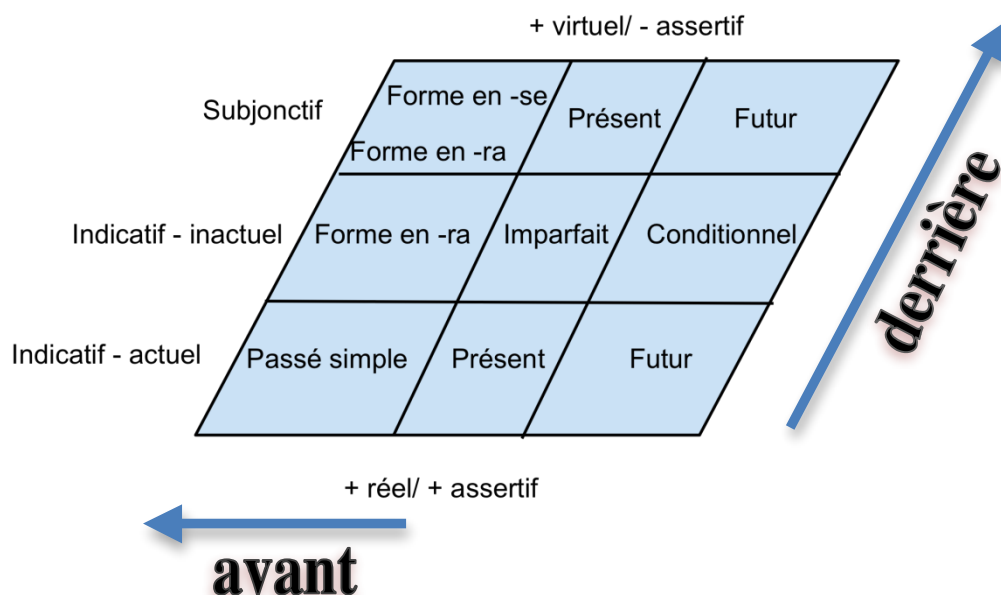 + virtuel/ - assertif
Subjonctif
Forme en -se
Forme en -ra
Présent
Futur
Indicatif - inactuel
Forme en -ra
Imparfait
Conditionnel
Indicatif - actuel
Passé simple
Présent
Futur
derrière
+ réel/ + assertif
avant